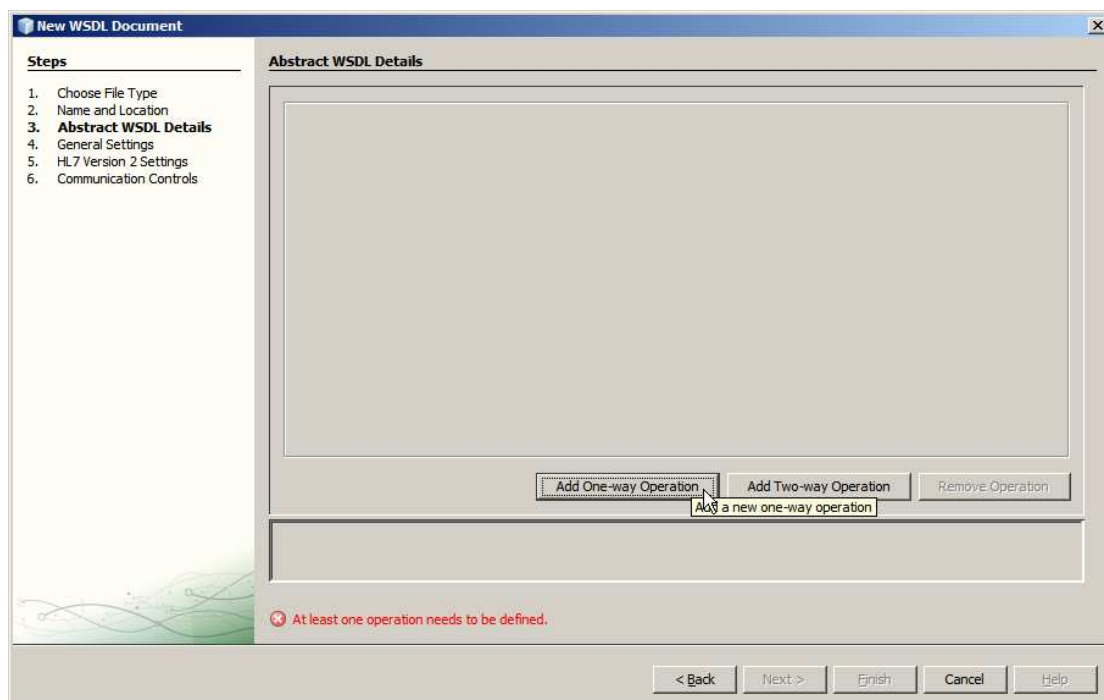 New WSDL Document
Steps
1. Choose File Type
2. Name and Location
3. Abstract WSDL Details
4. General Settings
5. HL7 Version 2 Settings
6. Communication Controls
Abstract WSDL Details
Add One-way Operation
Add Two-way Operation
Remove Operation
Add a new one-way operation
At least one operation needs to be defined.
< Back
Next >
Finish
Cancel
Help